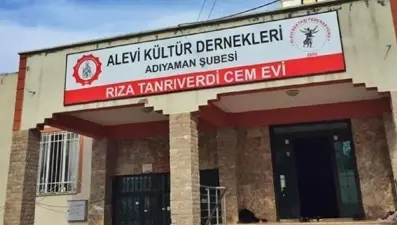 ALEVİ KÜLTÜR DERNEKLERİ
ADIYAMAN ŞUBESİ
RIZA TANRIVERDİ CEM EVİ